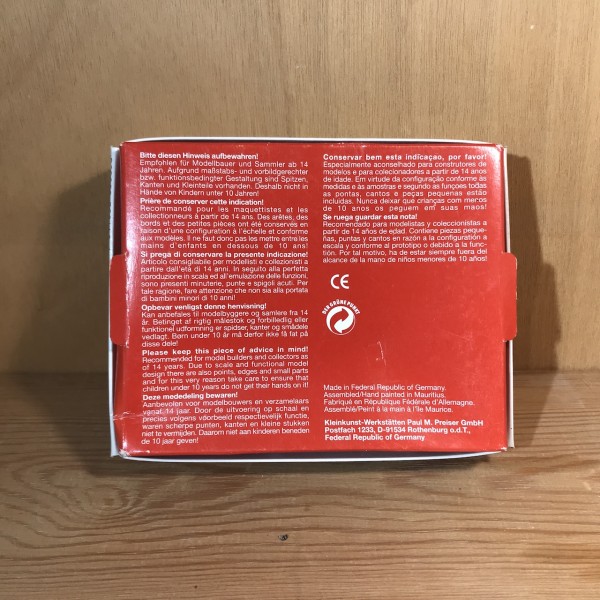 Bitte diesen Hinweis aufbewahren!
Empfohlen für Modellbauer und Sammler ab 14
Jahren. Aufgrund maßstabs- und vorbildgerechter
bzw. funktionsbedingter Gestaltung sind Spitzen,
Kanten und Kleinteile vorhanden. Deshalb nicht in
Hände von Kindern unter 10 Jahren!
Prière de conserver cette indication!
Recommandé pour les maquettistes et les
collectionneurs à partir de 14 ans. Des arêtes, des
bords et des petites pièces ont été conservés en
raison d'une configuration à l'échelle et conforme
aux modèles. Il ne faut donc pas les mettre entre les
mains d'enfants en dessous de 10 ans!
Si prega di conservare la presente indicazione!
Articolo consigliabile per modellisti e collezionisti a
partire dall'età di 14 anni. In seguito alla perfetta
riproduzione in scala ed all'emulazione delle funzioni,
sono presenti minuterie, punte e spigoli acuti. Per
tale ragione, fare attenzione che non sia alla portata
di bambini minori di 10 anni!
Opbevar venligst denne henvisning!
Kan anbefales til modelbyggere og samlere fra 14
år. Betinget af rigtig målestok og forbilledlig eller
funktionel udformning er spidser, kanter og smådele
vedlagt. Børn under 10 år må derfor ikke få fat på
disse dele!
Please keep this piece of advice in mind!
Recommended for model builders and collectors as
of 14 years. Due to scale and functional model
design there are also points, edges and small parts
and for this very reason take care to ensure that
children under 10 years do not get their hands on it!
Deze mededeling bewaren!
Aanbevolen voor modelbouwers en verzamelaars
vanaf 14 jaar. Door de uitvoering op schaal en
precies volgens voorbeeld respectievelijk functie,
waren scherpe punten, kanten en kleine stukken
niet te vermijden. Daarom niet aan kinderen beneden
de 10 jaar geven!
Conservar bem esta indicaçao, por favor!
Especialmente aconselhado para construtores de
modelos e para colecionadores a partir de 14 anos
de idade. Em virtude da configuração conforme às
medidas e às amostras e segundo as funçoes todas
as pontas, cantos e peças pequenas estão
incluidas. Nunca deixar que crianças com menos
de 10 anos os peguem em suas maos!
Se ruega guardar esta nota!
Recomendado para modelistas y coleccionistas a
partir de 14 años de edad. Contiene piezas peque-
ñas, puntas y cantos en razón a la configuración a
escala y conforme al prototipo o debido a la func-
tión. Por tal motivo, ha de estar siempre fuera del
alcance de la mano de niños menores de 10 años!
CE
DER GRÜNE PUNKT
Made in Federal Republic of Germany.
Assembled/Hand painted in Mauritius.
Fabriqué en République Fédérale d'Allemagne.
Assemblé/Peint à la main à l'île Maurice.
Kleinkunst-Werkstätten Paul M. Preiser GmbH
Postfach 1233, D-91534 Rothenburg o.d.T.,
Federal Republic of Germany